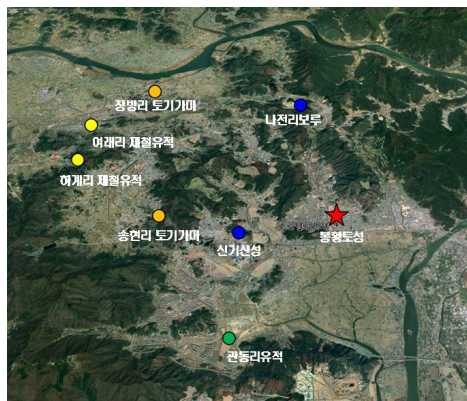 장방리 토기가마
나전리보루
여래리 제철유적
하계리 제철유적
송현리 토기가마
신기산성
봉황토성
관동리유적